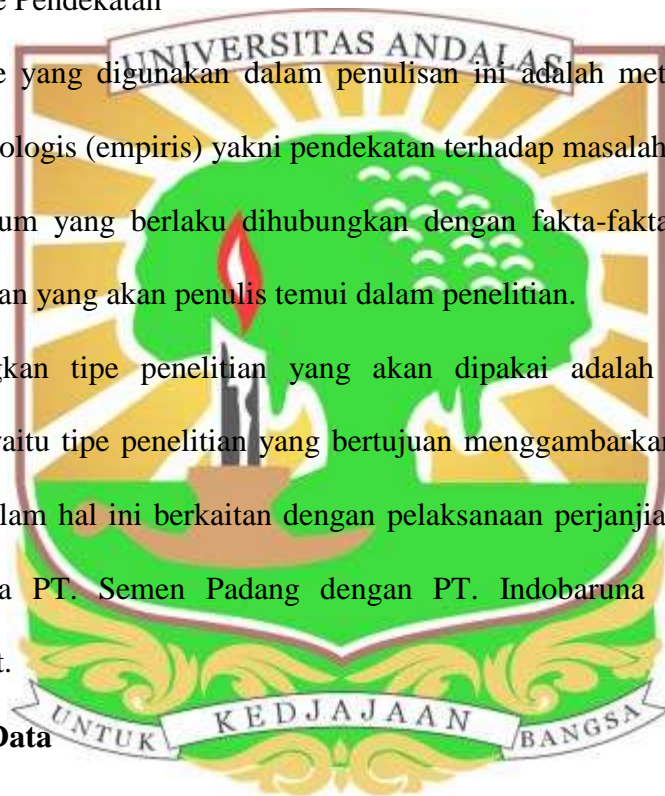 e Pendekatan
UNIVERSITAS ANDALAS
e yang digunakan dalam penulisan ini adalah met
ologis (empiris) yakni pendekatan terhadap masalah
um yang berlaku dihubungkan dengan fakta-fakta
an yang akan penulis temui dalam penelitian.
gkan tipe penelitian yang akan dipakai adalah
yaitu tipe penelitian yang bertujuan menggambarkan
lam hal ini berkaitan dengan pelaksanaan perjanjia
a PT. Semen Padang dengan PT. Indobaruna
t.
UNTUK KEDJAJAAN BANGSA
Data